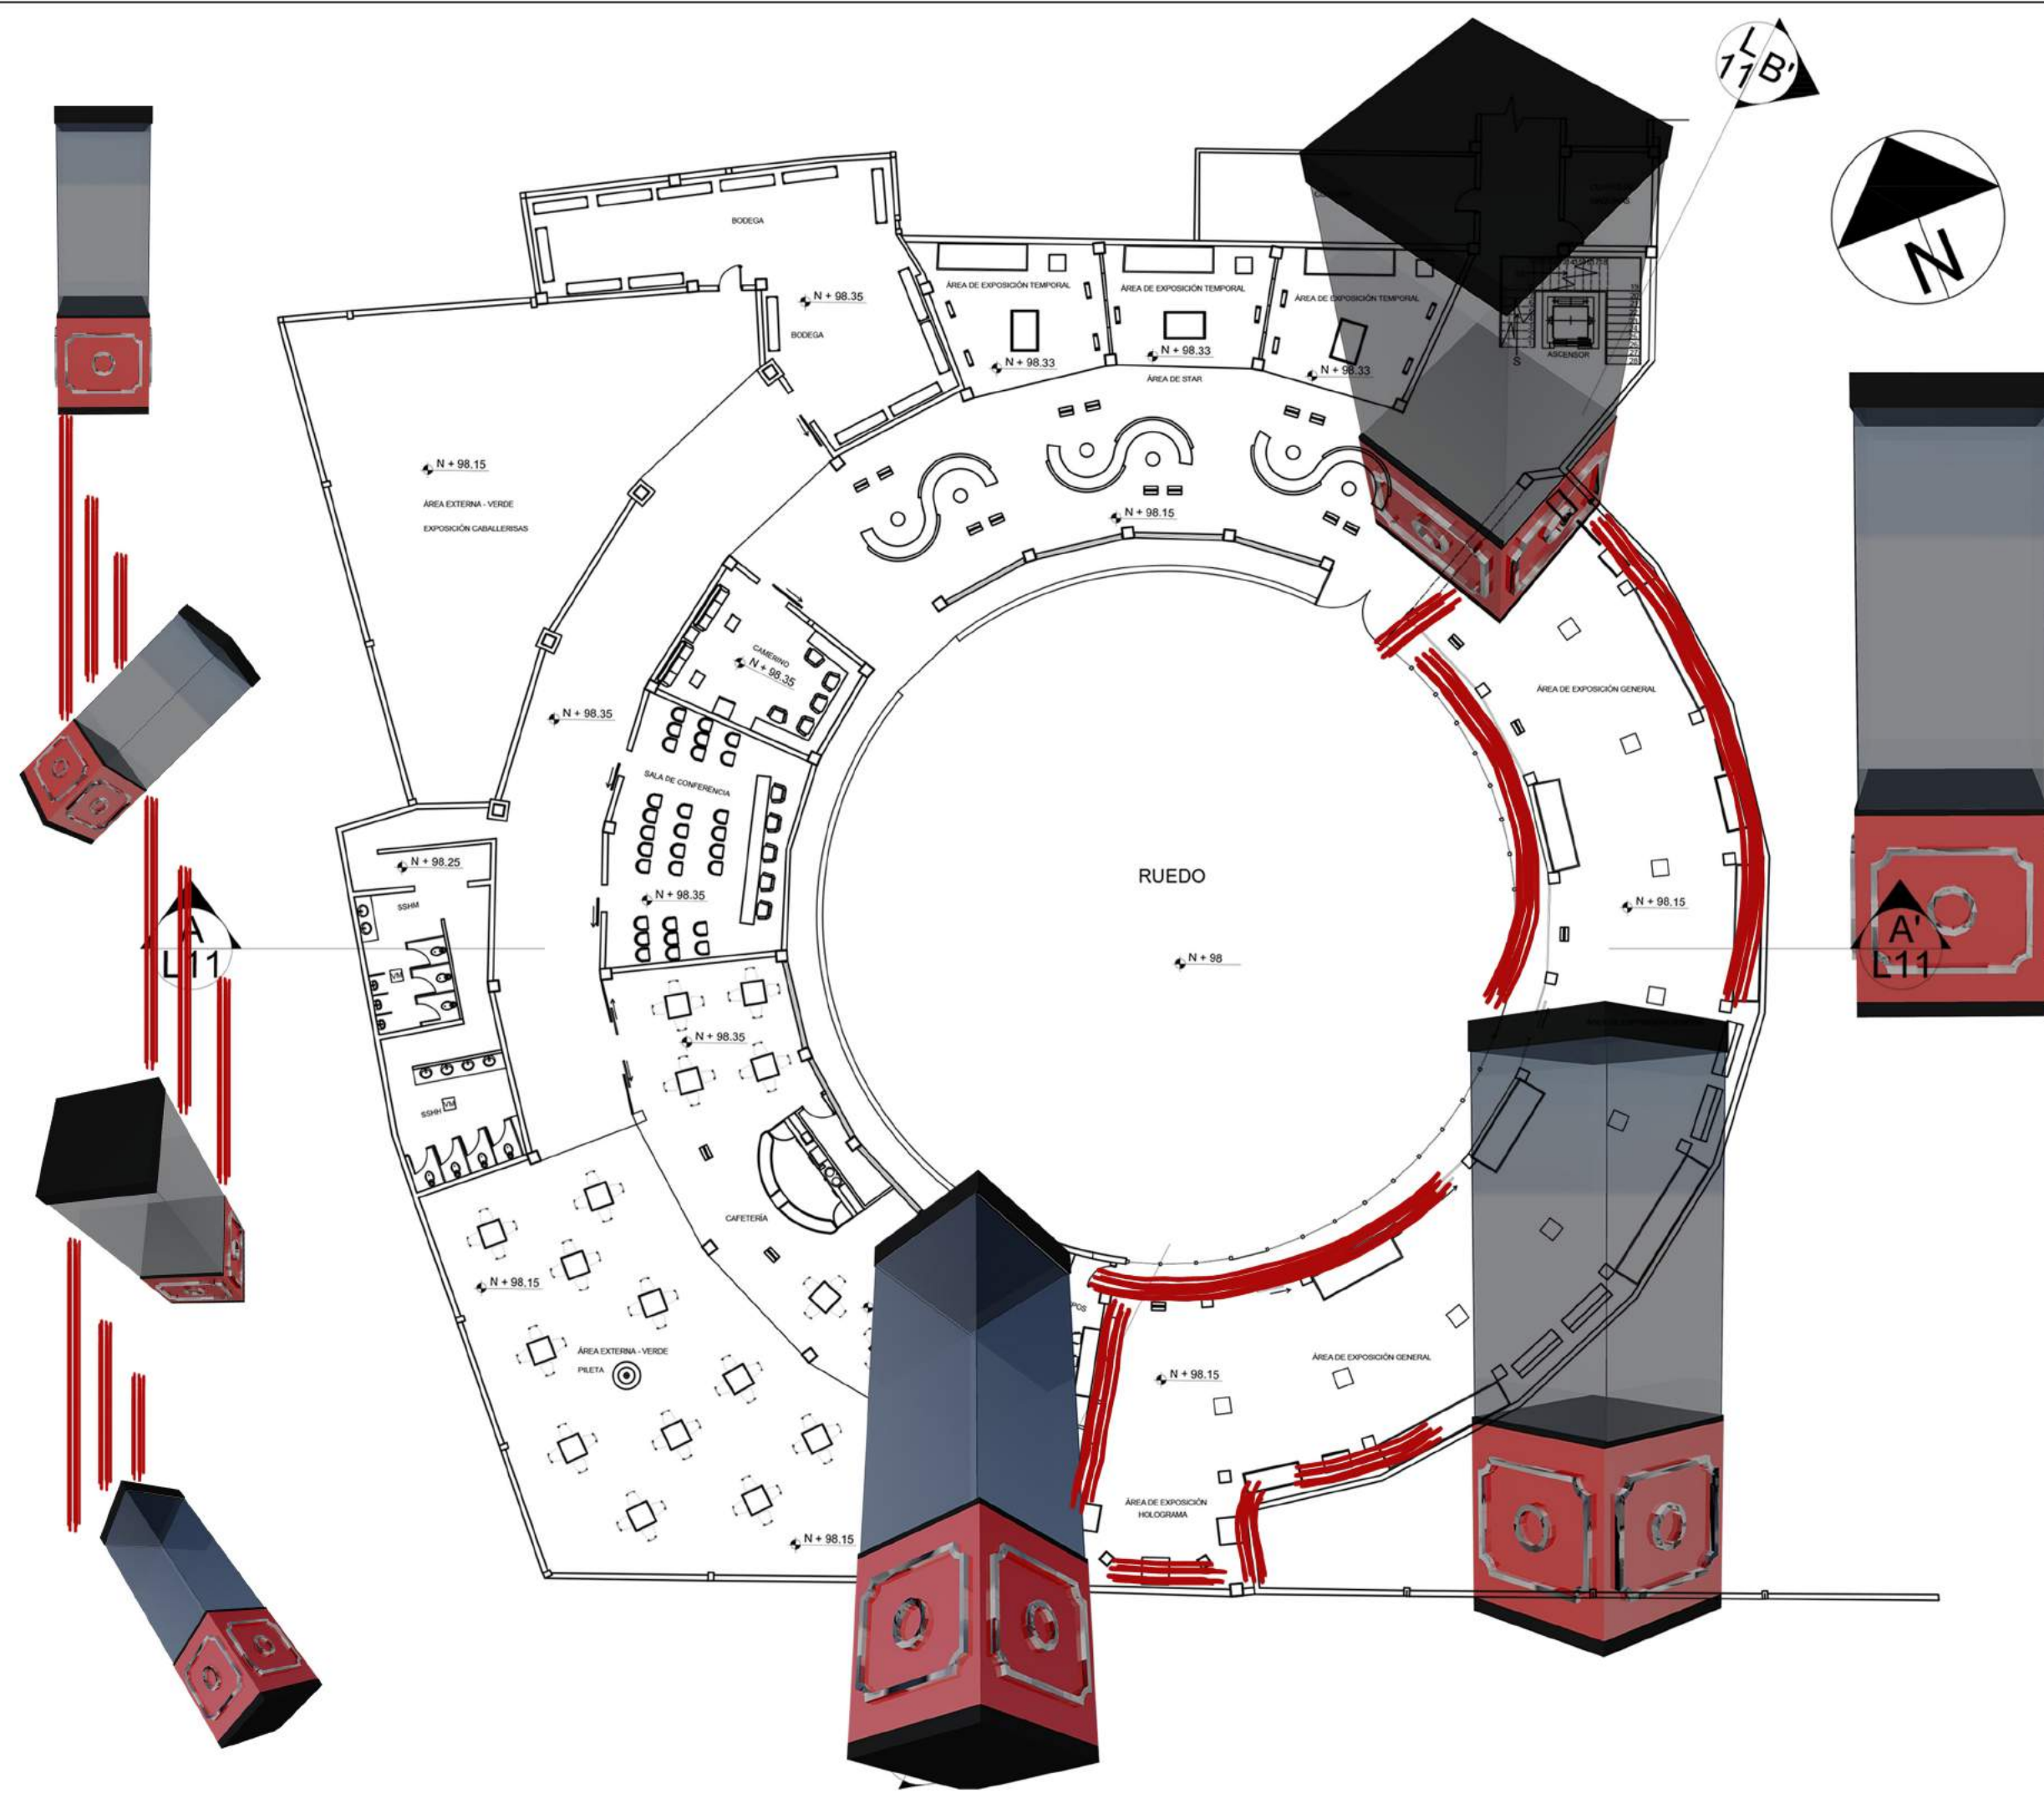 L B'
11
N
BODEGA
N + 98.35
BODEGA
ÁREA DE EXPOSICIÓN TEMPORAL
N + 98.33
ÁREA DE EXPOSICIÓN TEMPORAL
N + 98.33
ÁREA DE EXPOSICIÓN TEMPORAL
N + 98.33
ASCENSOR
S
ÁREA DE STAR
N + 98.15
N + 98.15
ÁREA EXTERNA - VERDE
EXPOSICIÓN CABALLERISAS
CAMERINO
N + 98.35
N + 98.35
ÁREA DE EXPOSICIÓN GENERAL
SALA DE CONFERENCIA
N + 98.35
RUEDO
N + 98
N + 98.15
N + 98.25
SSHM
VM
A
L11
A'
L11
SSHH
VM
N + 98.35
CAFETERÍA
N + 98.15
ÁREA EXTERNA - VERDE
PILETA
N + 98.15
N + 98.15
ÁREA DE EXPOSICIÓN GENERAL
ÁREA DE EXPOSICIÓN
HOLOGRAMA